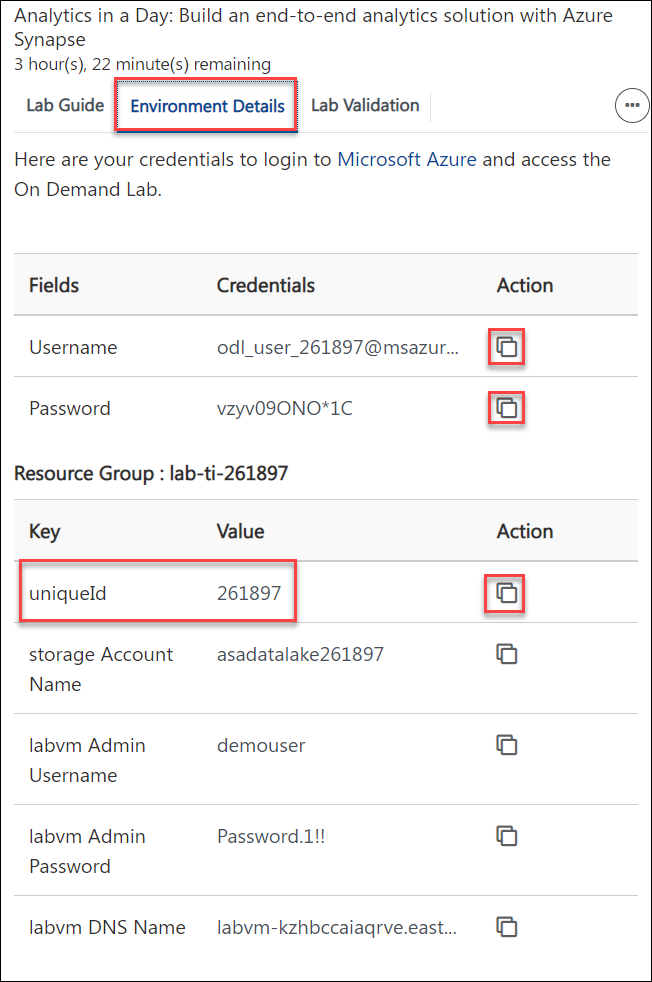 Analytics in a Day: Build an end-to-end analytics solution with Azure
Synapse
3 hour(s), 22 minute(s) remaining
Lab Guide Environment Details Lab Validation
Here are your credentials to login to Microsoft Azure and access the
On Demand Lab.
Fields Credentials Action
Username odl_user_261897@msazur...
Password vzyv09ONO*1C
Resource Group : lab-ti-261897
Key Value Action
uniqueId 261897
storage Account asadatalake261897
Name
labvm Admin demouser
Username
labvm Admin Password.1!!
Password
labvm DNS Name labvm-kzhbccaiaqrve.east...